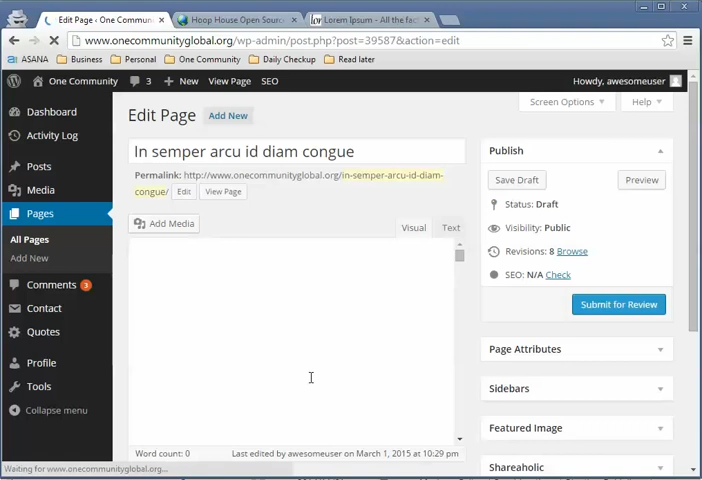 Edit Page ‹ One Commun
Hoop House Open Source
Lorem Ipsum - All the fact
www.onecommunityglobal.org/wp-admin/post.php?post=39587&action=edit
ASANA Business Personal One Community Daily Checkup Read later
One Community 3 + New View Page SEO Howdy, awesomeuser
Screen Options Help
Dashboard
Activity Log
Posts
Media
Pages
All Pages
Add New
Comments 3
Contact
Quotes
Profile
Tools
Collapse menu
Edit Page Add New
In semper arcu id diam congue
Permalink: http://www.onecommunityglobal.org/in-semper-arcu-id-diam-
congue/ Edit View Page
Add Media
Visual Text
Word count: 0 Last edited by awesomeuser on March 1, 2015 at 10:29 pm
Publish
Save Draft Preview
Status: Draft
Visibility: Public
Revisions: 8 Browse
SEO: N/A Check
Submit for Review
Page Attributes
Sidebars
Featured Image
Shareaholic
Waiting for www.onecommunityglobal.org...